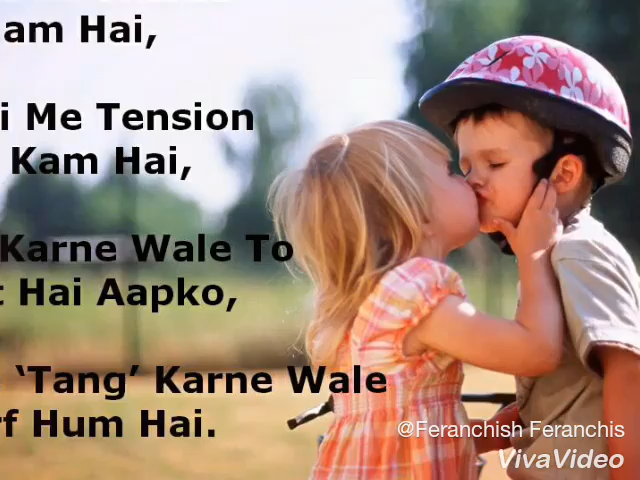 am Hai,
i Me Tension
Kam Hai,
Karne Wale To
t Hai Aapko,
‘Tang’ Karne Wale
rf Hum Hai.
@Feranchish Feranchis
VivaVideo